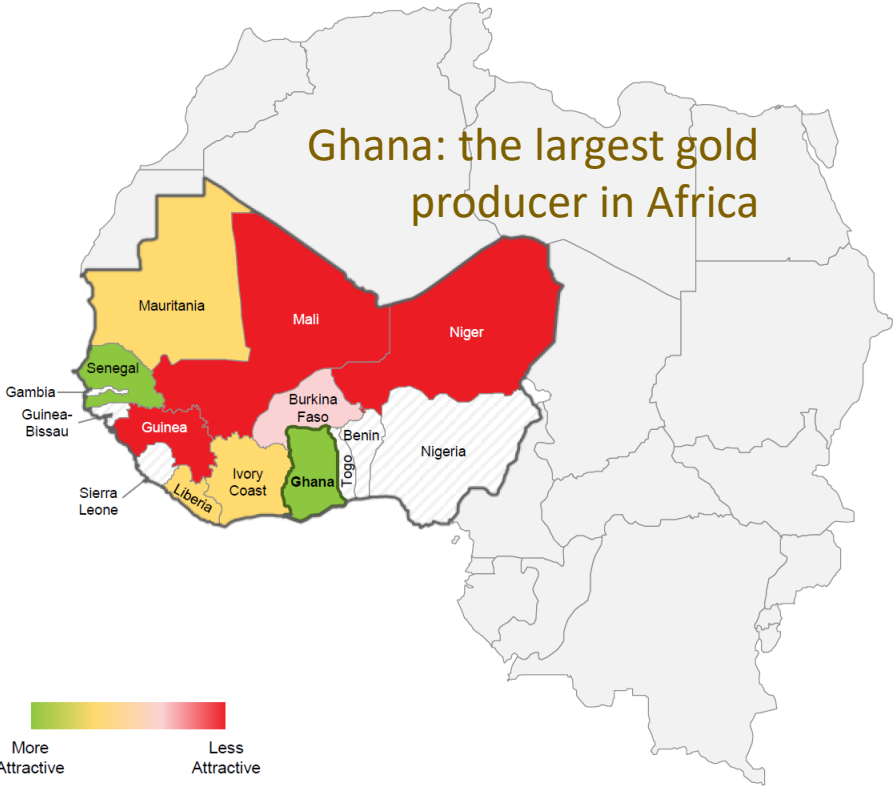 Ghana: the largest gold
producer in Africa
Mauritania
Mali
Niger
Senegal
Gambia
Guinea-
Bissau
Guinea
Burkina
Faso
Benin
Nigeria
Togo
Ghana
Ivory
Coast
Liberia
Sierra
Leone
More
Attractive
Less
Attractive